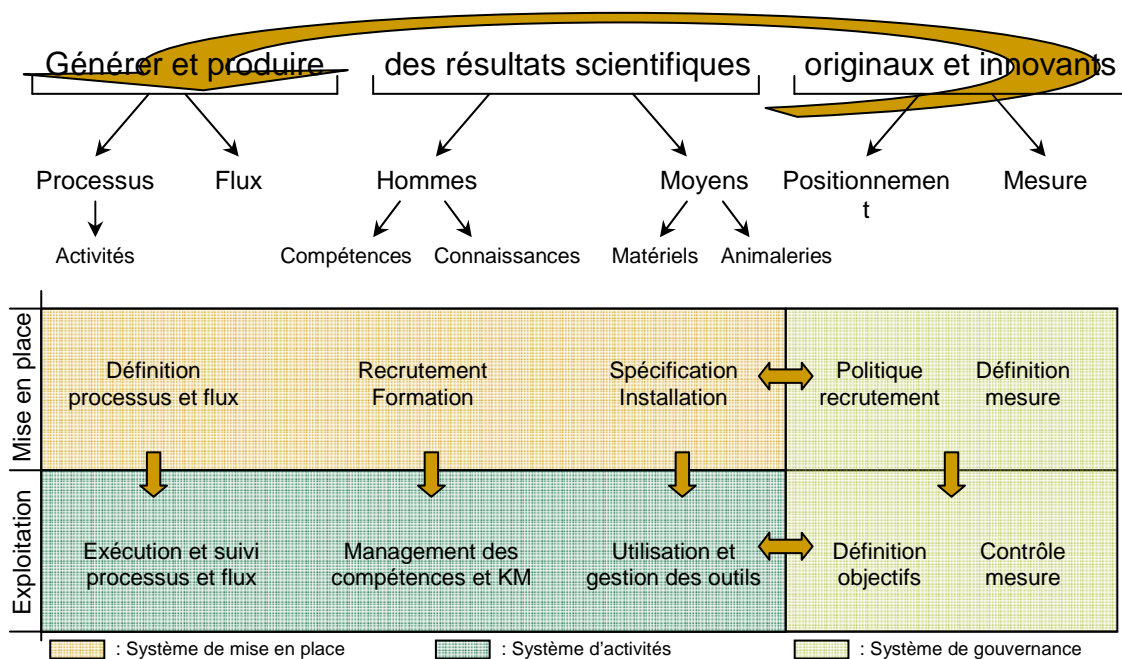 Générer et produire
des résultats scientifiques
originaux et innovants
Processus
Flux
Hommes
Moyens
Positionnemen
t
Mesure
Activités
Compétences
Connaissances
Matériels
Animaleries
Mise en place
Définition
processus et flux
Recrutement
Formation
Spécification
Installation
Politique
recrutement
Définition
mesure
Exploitation
Exécution et suivi
processus et flux
Management des
compétences et KM
Utilisation et
gestion des outils
Définition
objectifs
Contrôle
mesure
: Système de mise en place
: Système d'activités
: Système de gouvernance